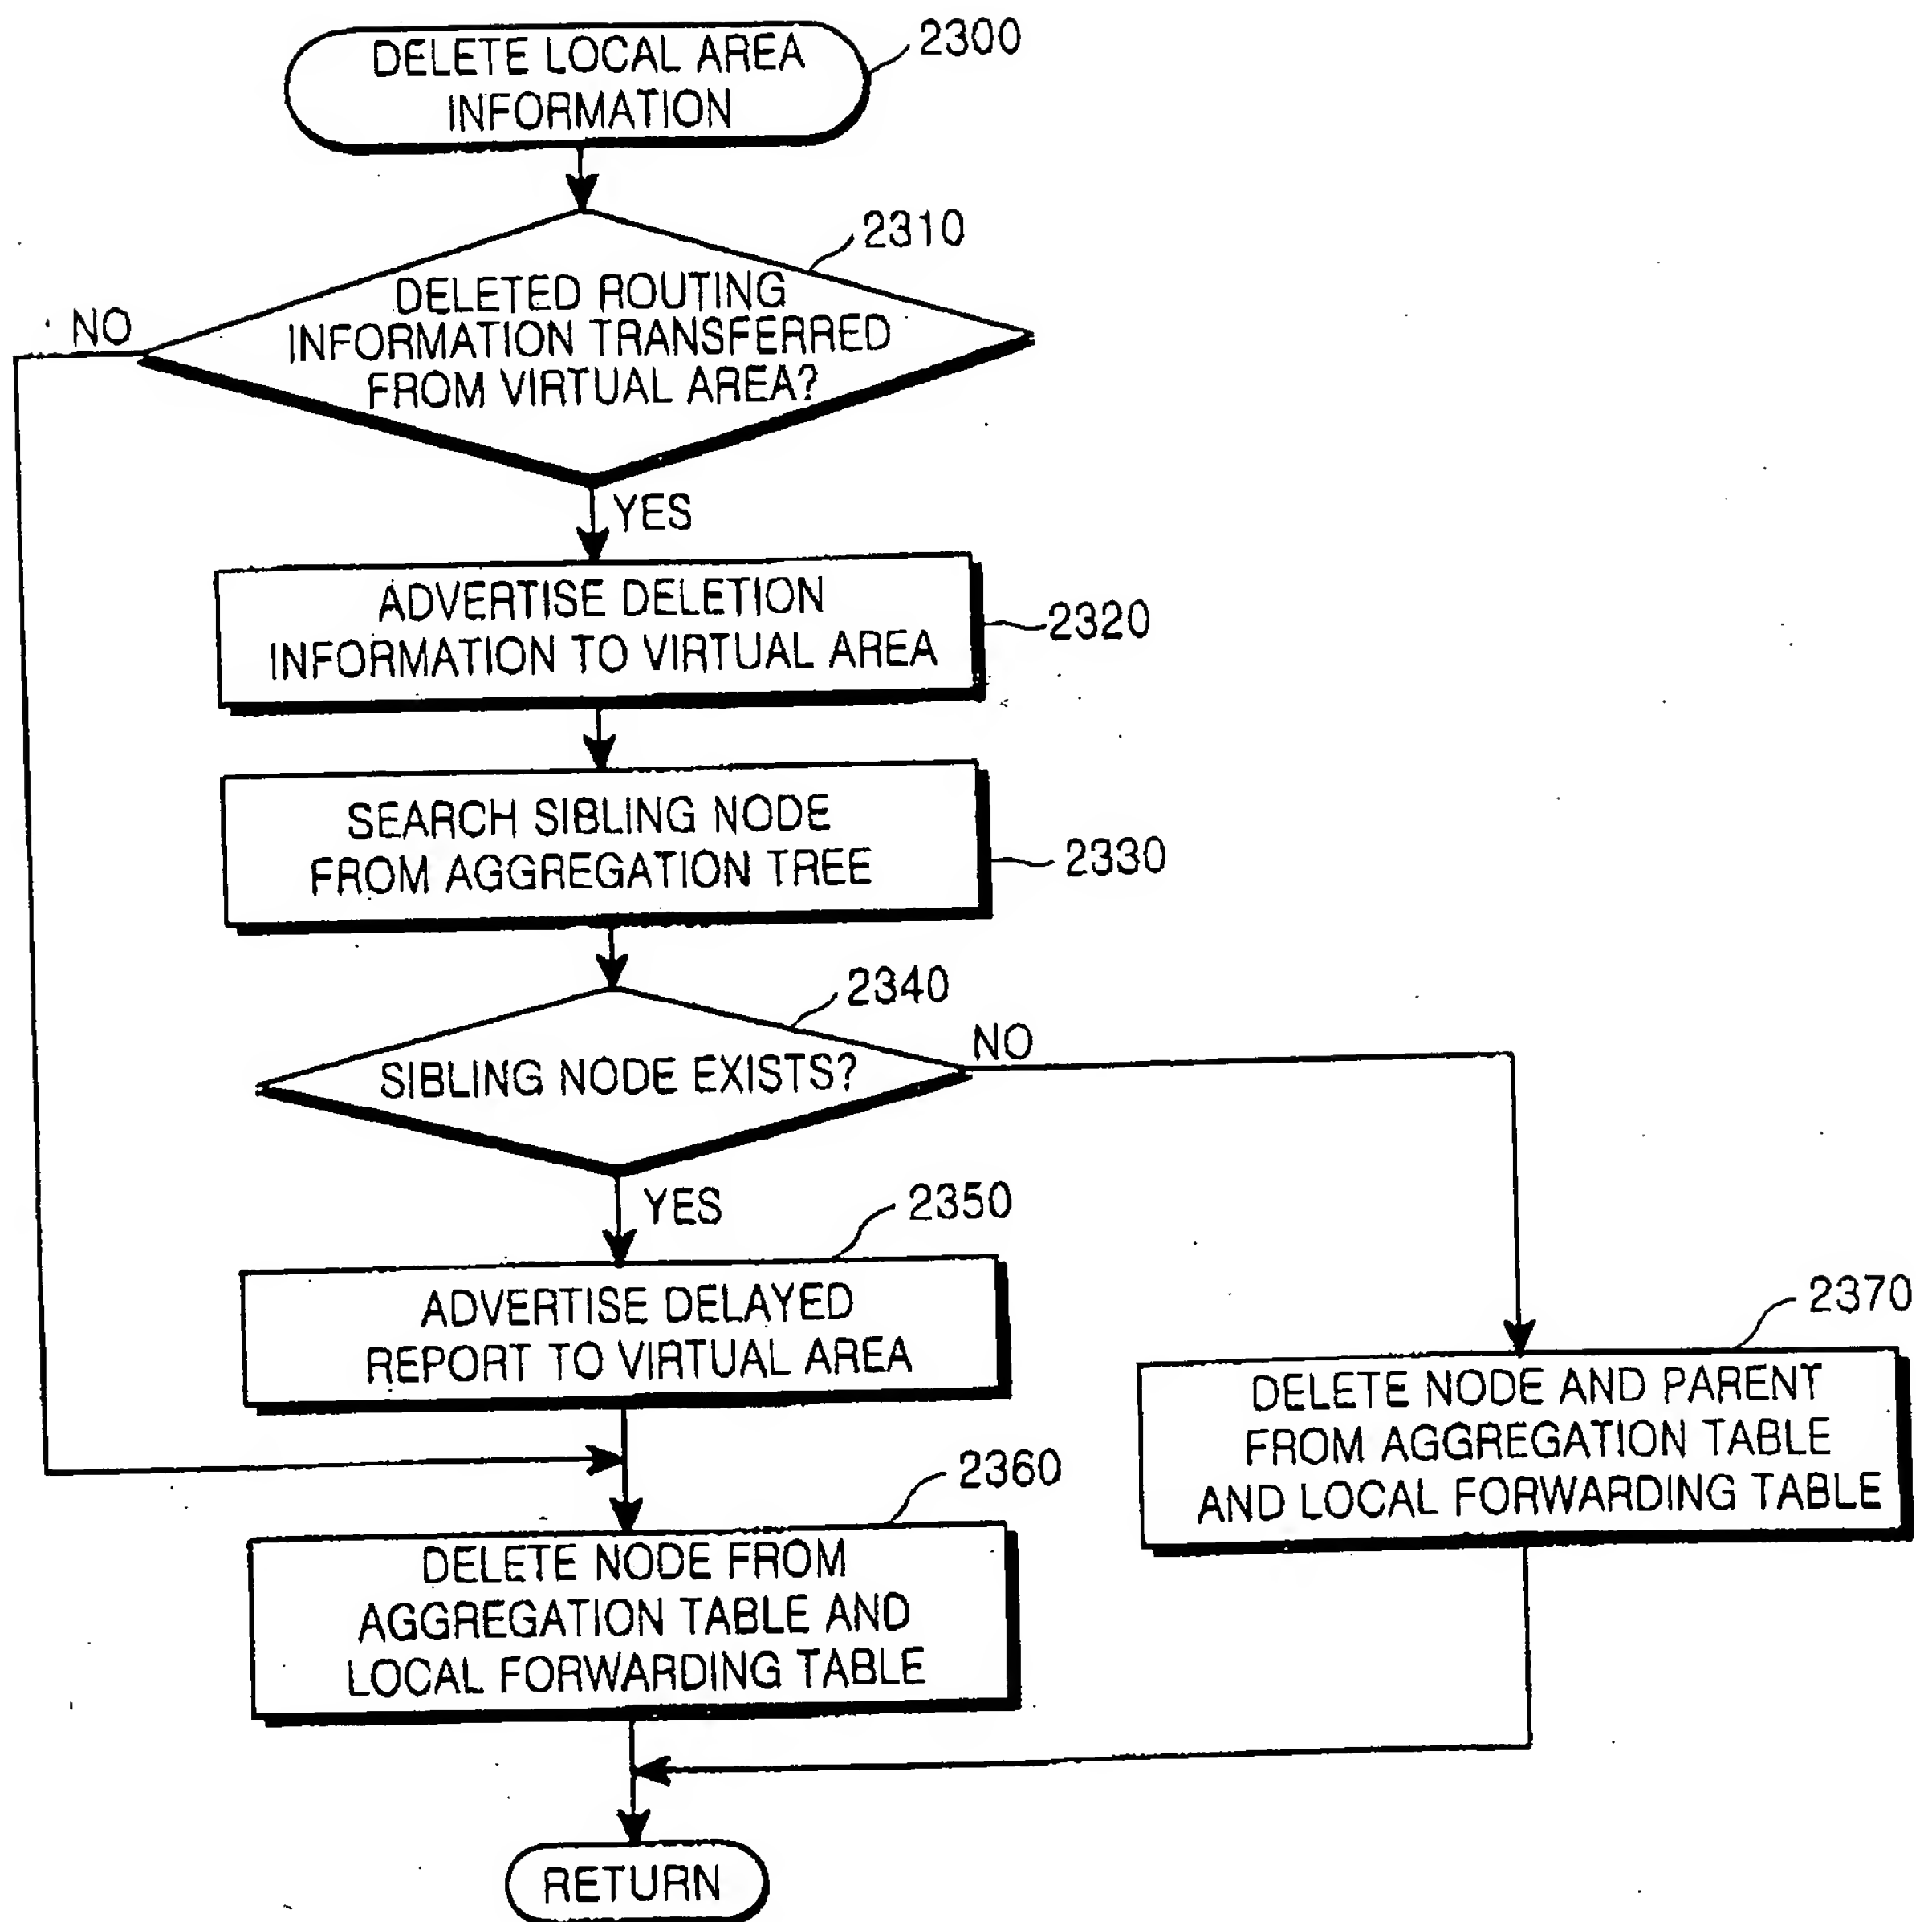 DELETE LOCAL AREA
INFORMATION
2300
2310
DELETED ROUTING
INFORMATION TRANSFERRED
FROM VIRTUAL AREA?
NO
YES
ADVERTISE DELETION
INFORMATION TO VIRTUAL AREA
2320
SEARCH SIBLING NODE
FROM AGGREGATION TREE
2330
2340
SIBLING NODE EXISTS?
NO
YES
2350
ADVERTISE DELAYED
REPORT TO VIRTUAL AREA
2370
DELETE NODE AND PARENT
FROM AGGREGATION TABLE
AND LOCAL FORWARDING TABLE
2360
DELETE NODE FROM
AGGREGATION TABLE AND
LOCAL FORWARDING TABLE
RETURN